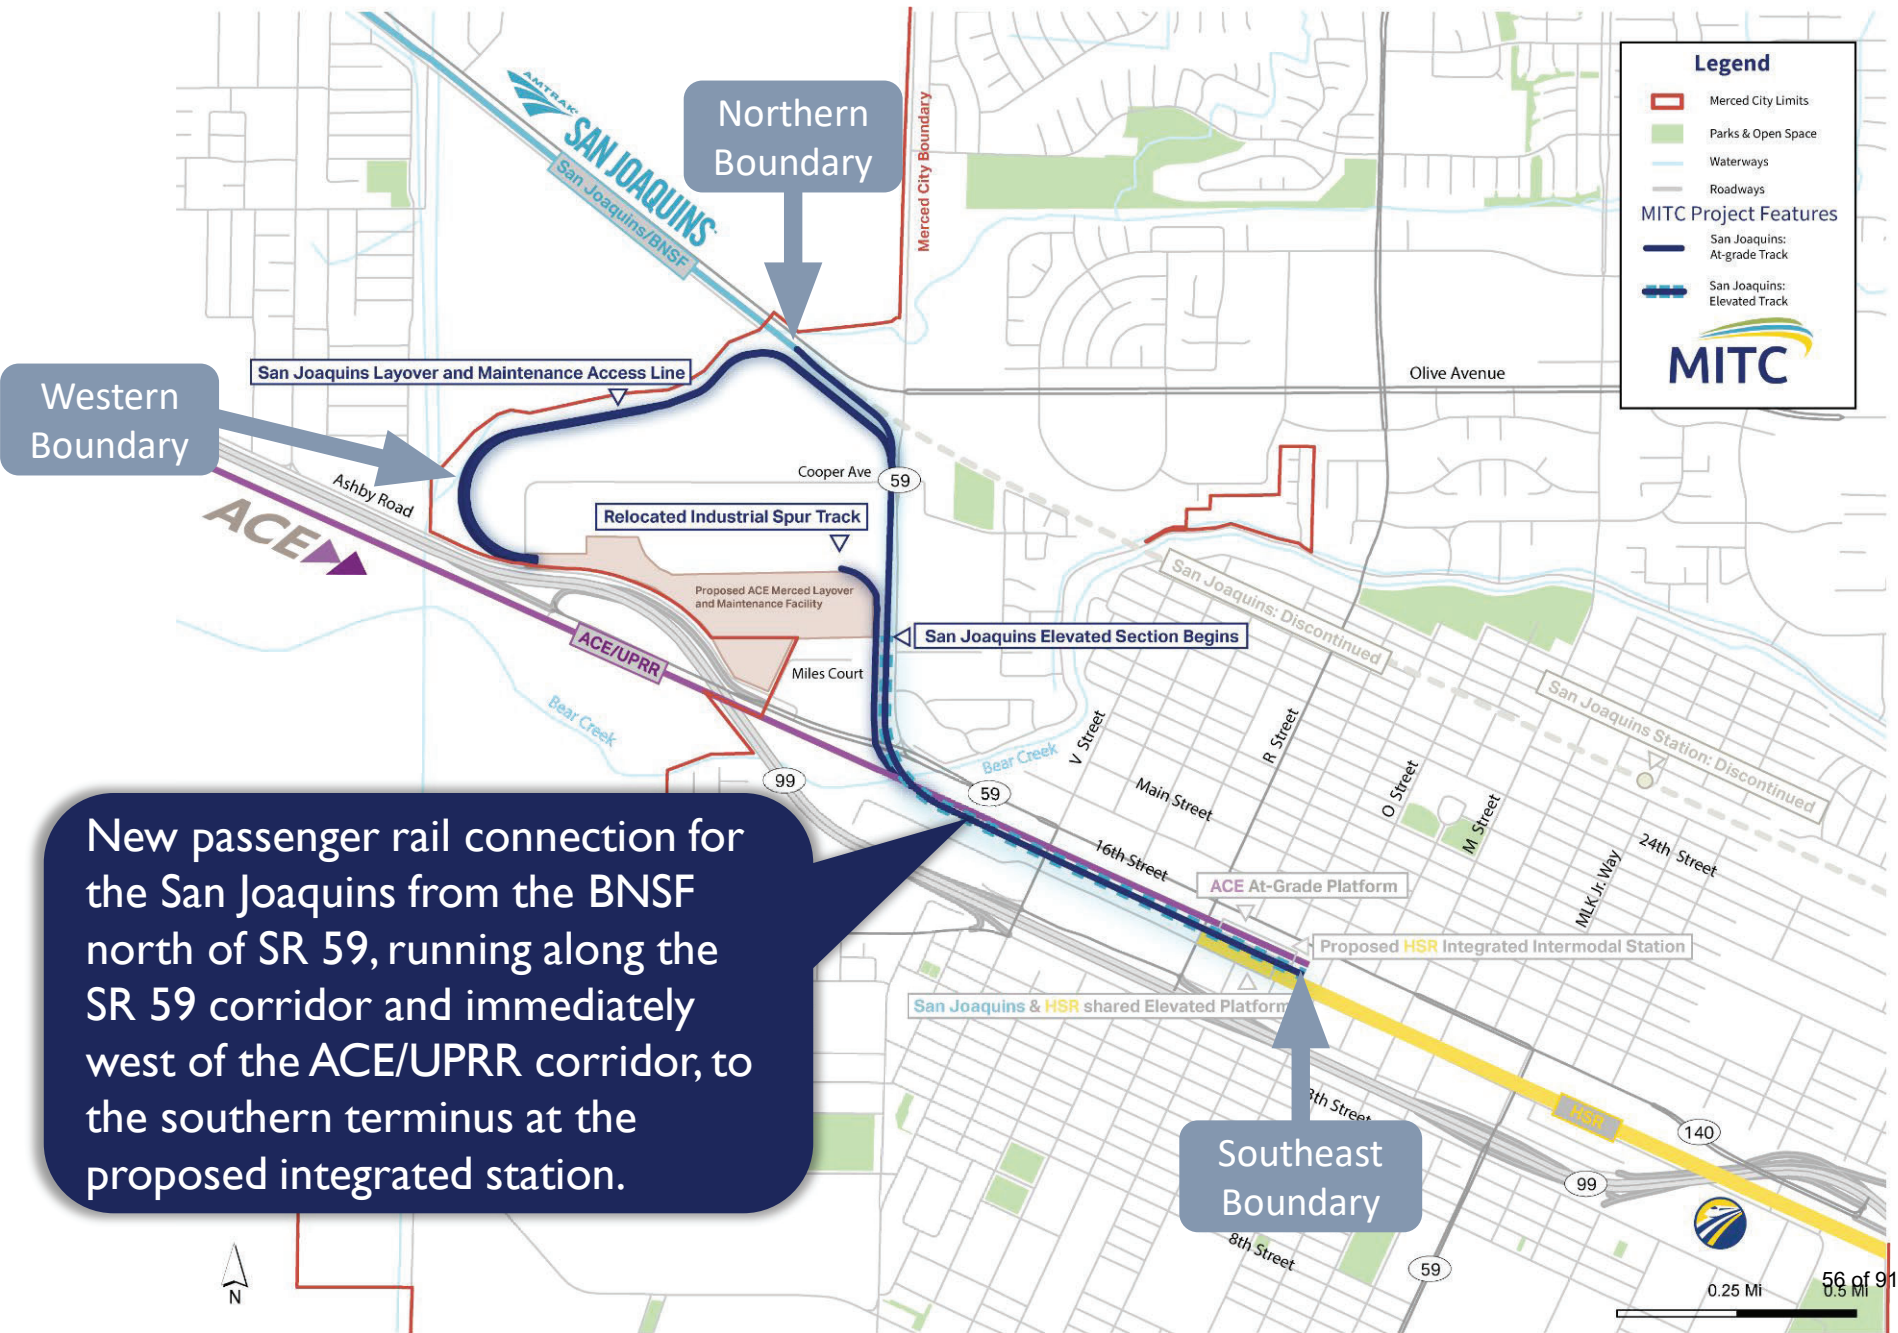 AMTRAK
SAN JOAQUINS
San Joaquins/BNSF
Northern
Boundary
Merced City Boundary
Legend
Merced City Limits
Parks & Open Space
Waterways
Roadways
MITC Project Features
San Joaquins:
At-grade Track
San Joaquins:
Elevated Track
MITC
Western
Boundary
San Joaquins Layover and Maintenance Access Line
Olive Avenue
Ashby Road
ACE
Cooper Ave
59
Relocated Industrial Spur Track
Proposed ACE Merced Layover
and Maintenance Facility
San Joaquins: Discontinued
San Joaquins Elevated Section Begins
ACE/UPRR
Miles Court
Bear Creek
Bear Creek
San Joaquins Station: Discontinued
V Street
R Street
O Street
M Street
Main Street
99
59
16th Street
24th Street
MLK Jr. Way
ACE At-Grade Platform
Proposed HSR Integrated Intermodal Station
San Joaquins & HSR shared Elevated Platform
New passenger rail connection for
the San Joaquins from the BNSF
north of SR 59, running along the
SR 59 corridor and immediately
west of the ACE/UPRR corridor, to
the southern terminus at the
proposed integrated station.
Southeast
Boundary
HSR
140
99
8th Street
59
N
0.25 Mi
0.5 Mi
56 of 91